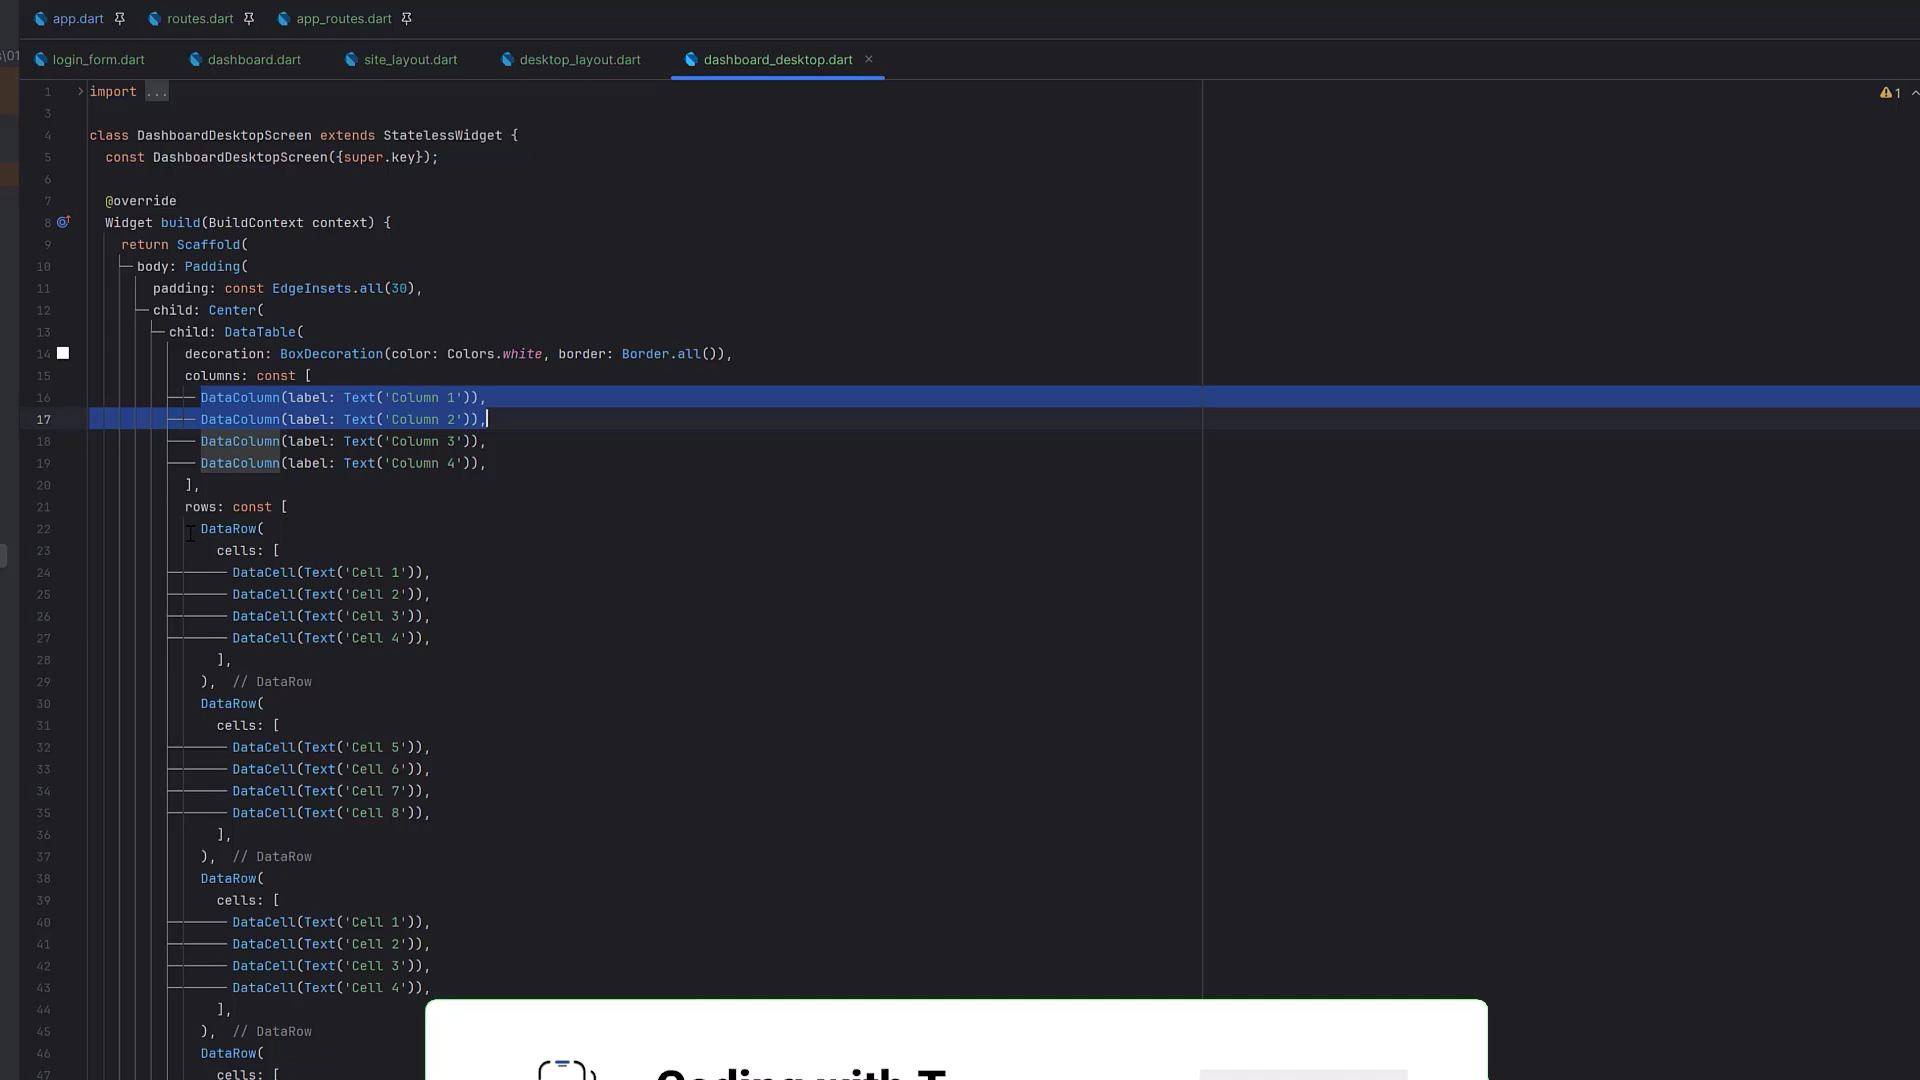 app.dart routes.dart app_routes.dart
s\01
login_form.dart dashboard.dart site_layout.dart desktop_layout.dart dashboard_desktop.dart ×
1 import ... 1
3
4 class DashboardDesktopScreen extends StatelessWidget {
5 const DashboardDesktopScreen({super.key});
6
7 @override
8 Widget build(BuildContext context) {
9 return Scaffold(
10 body: Padding(
11 padding: const EdgeInsets.all(30),
12 child: Center(
13 child: DataTable(
14 decoration: BoxDecoration(color: Colors.white, border: Border.all()),
15 columns: const [
16 DataColumn(label: Text('Column 1')),
17 DataColumn(label: Text('Column 2')),
18 DataColumn(label: Text('Column 3')),
19 DataColumn(label: Text('Column 4')),
20 ],
21 rows: const [
22 DataRow(
23 cells: [
24 DataCell(Text('Cell 1')),
25 DataCell(Text('Cell 2')),
26 DataCell(Text('Cell 3')),
27 DataCell(Text('Cell 4')),
28 ],
29 ), // DataRow
30 DataRow(
31 cells: [
32 DataCell(Text('Cell 5')),
33 DataCell(Text('Cell 6')),
34 DataCell(Text('Cell 7')),
35 DataCell(Text('Cell 8')),
36 ],
37 ), // DataRow
38 DataRow(
39 cells: [
40 DataCell(Text('Cell 1')),
41 DataCell(Text('Cell 2')),
42 DataCell(Text('Cell 3')),
43 DataCell(Text('Cell 4')),
44 ],
45 ), // DataRow
46 DataRow(
47 cells: [
Coding with T